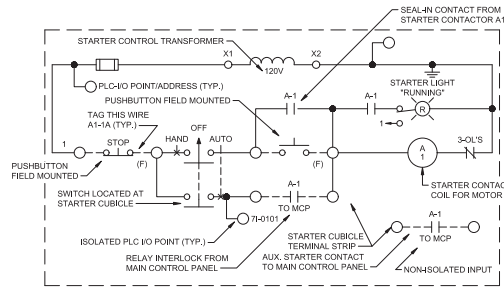 SEAL-IN CONTACT FROM
STARTER CONTACTOR A1
STARTER CONTROL TRANSFORMER
X1
X2
120V
PLC-I/O POINT/ADDRESS (TYP.)
STARTER LIGHT
"RUNNING"
PUSHBUTTON FIELD MOUNTED
A-1
A-1
R
TAG THIS WIRE
A1-1A (TYP.)
OFF
1
1
STOP
HAND
AUTO
A
1
3-OL'S
(F)
(F)
PUSHBUTTON
FIELD MOUNTED
SWITCH LOCATED AT
STARTER CUBICLE
A-1
TO MCP
7I-0101
STARTER CONTAC
COIL FOR MOTOR
ISOLATED PLC I/O POINT (TYP.)
STARTER CUBICLE
TERMINAL STRIP
A-1
TO MCP
RELAY INTERLOCK FROM
MAIN CONTROL PANEL
AUX. STARTER CONTACT
TO MAIN CONTROL PANEL
NON-ISOLATED INPUT